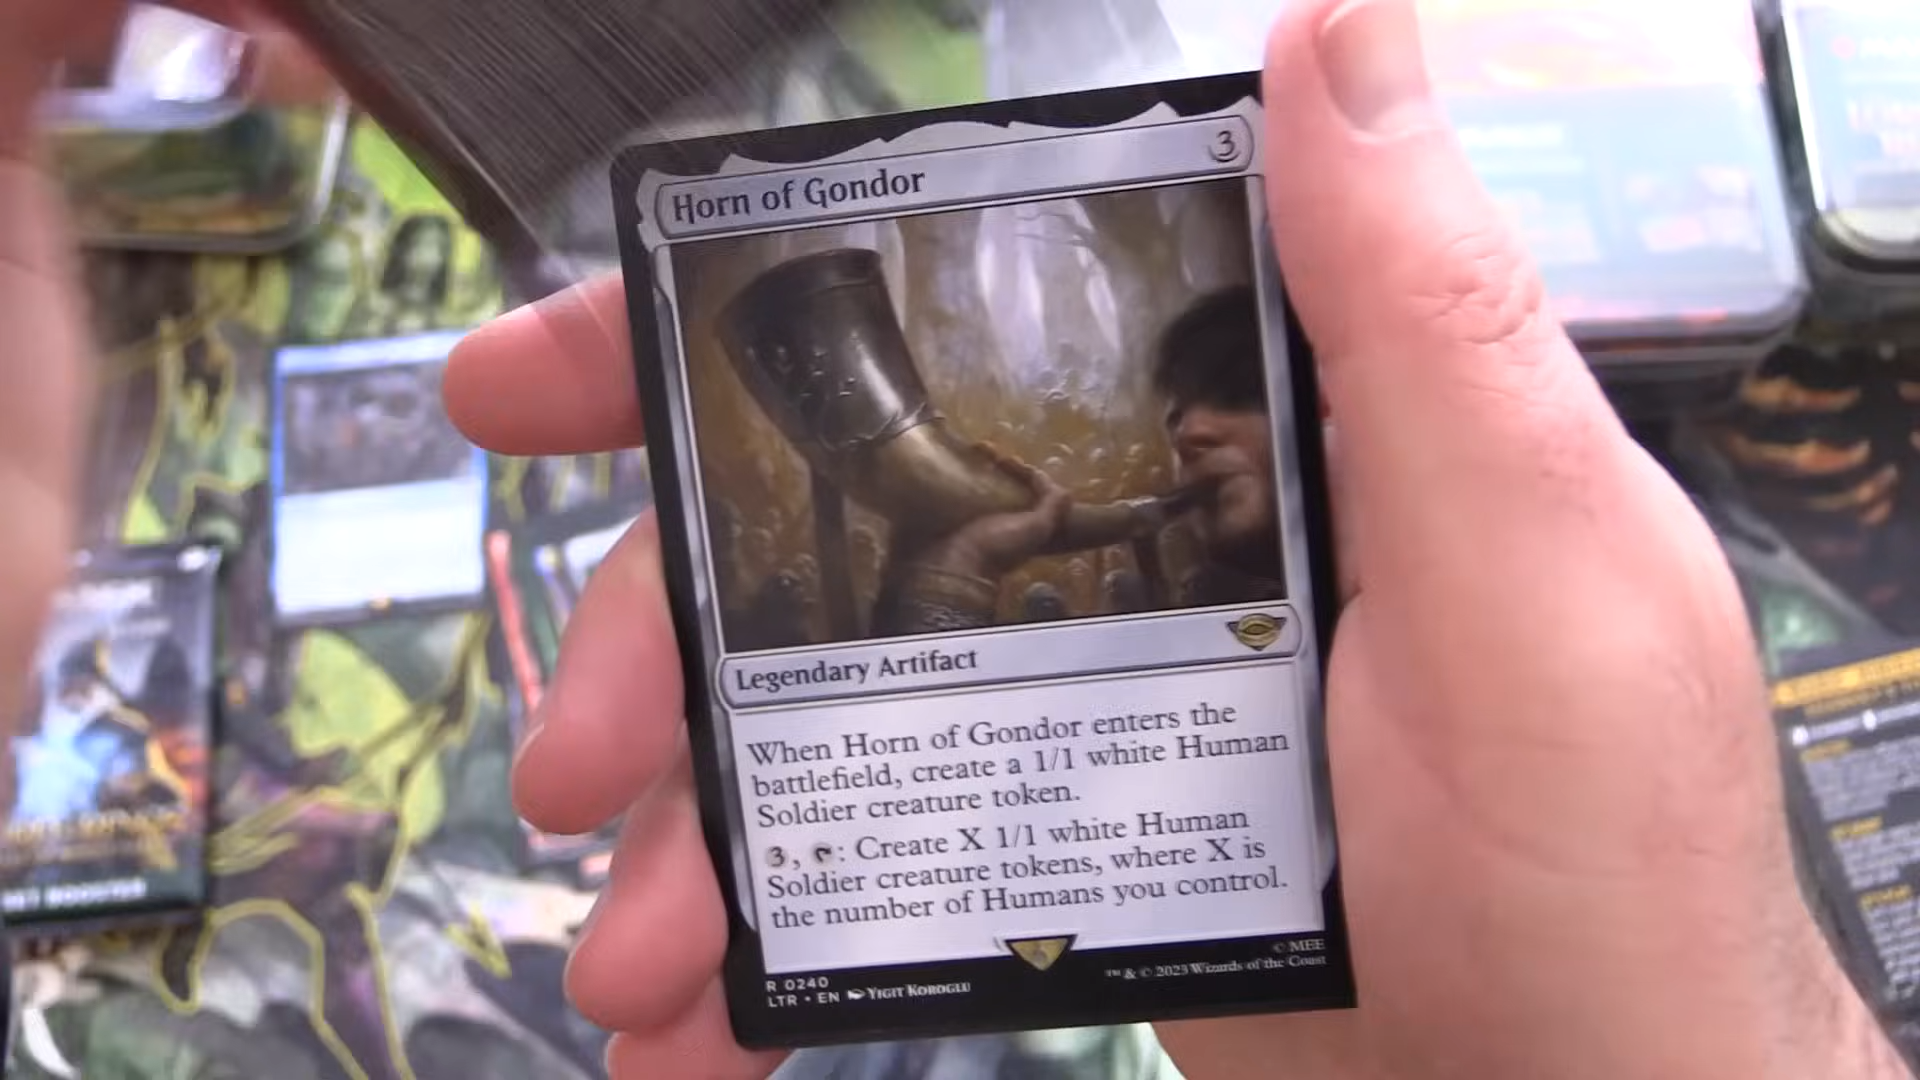 Horn of Gondor 3
Legendary Artifact
When Horn of Gondor enters the
battlefield, create a 1/1 white Human
Soldier creature token.
3, : Create X 1/1 white Human
Soldier creature tokens, where X is
the number of Humans you control.
R 0240
LTR • EN YIGIT KOROGLU
© MEE
™ & © 2023 Wizards of the Coast